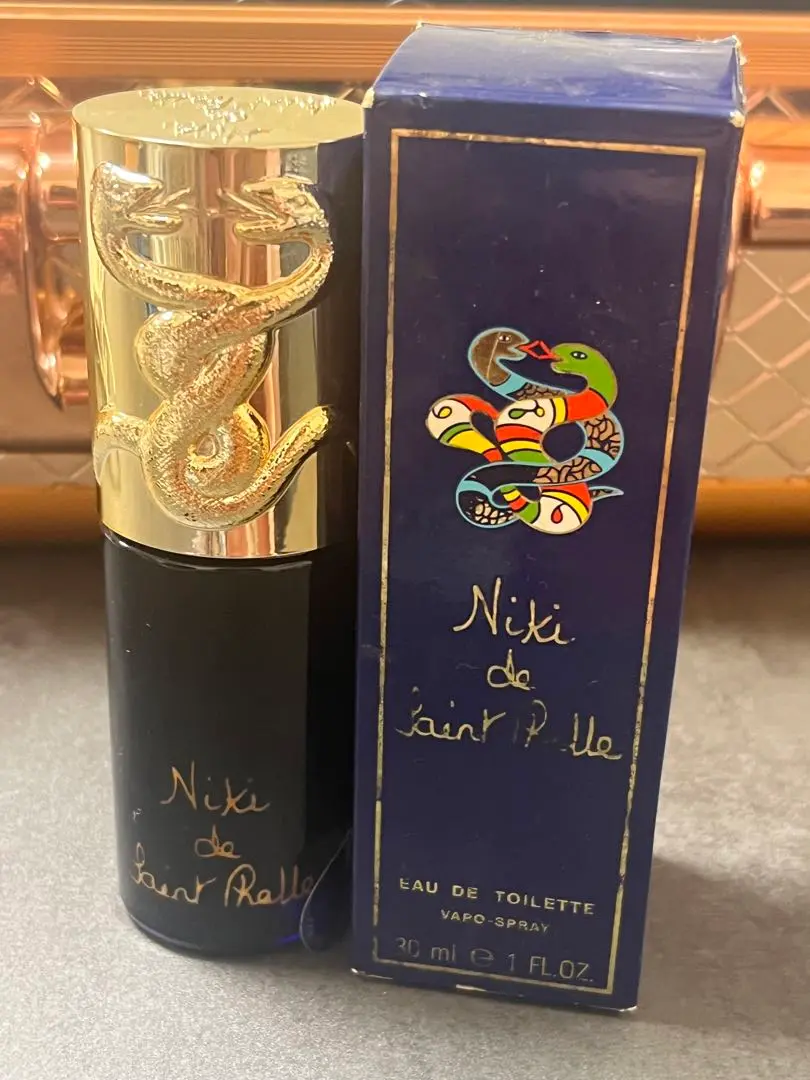 Niki
de
Saint Phalle
Niki
de
Saint Phalle
EAU DE TOILETTE
VAPO-SPRAY
30 ml ℮ 1 FL.OZ.